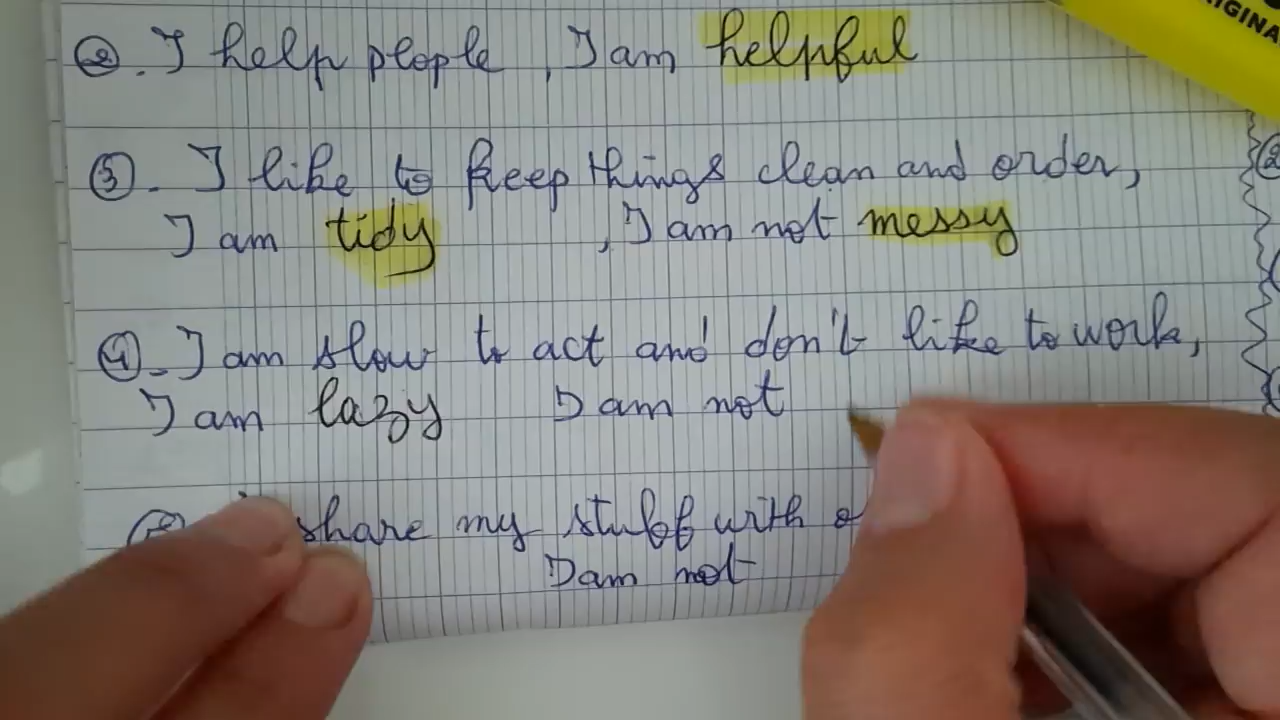 ②. I help people, I am helpful
③. I like to keep things clean and order,
I am tidy , I am not messy
④. I am slow to act and don't like to work,
I am lazy I am not
share my stuff with
I am not